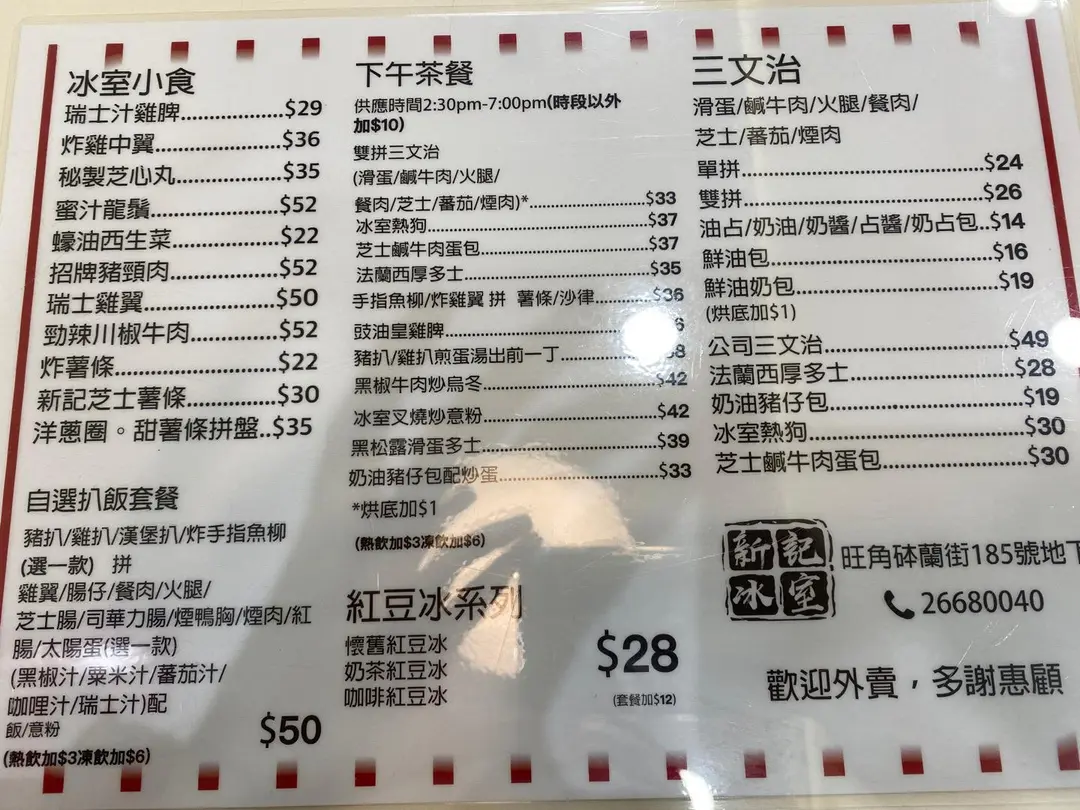 冰室小食
瑞士汁雞脾....................$29
炸雞中翼....................$36
秘製芝心丸....................$35
蜜汁龍鬚....................$52
蠔油西生菜....................$22
招牌豬頸肉....................$52
瑞士雞翼....................$50
勁辣川椒牛肉....................$52
炸薯條....................$22
新記芝士薯條....................$30
洋蔥圈。甜薯條拼盤..$35
自選扒飯套餐
豬扒/雞扒/漢堡扒/炸手指魚柳
(選一款) 拼
雞翼/腸仔/餐肉/火腿/
芝士腸/司華力腸/煙鴨胸/煙肉/紅
腸/太陽蛋(選一款)
(黑椒汁/粟米汁/蕃茄汁/
咖哩汁/瑞士汁)配
飯/意粉
$50
(熱飲加$3凍飲加$6)
下午茶餐
供應時間2:30pm-7:00pm(時段以外
加$10)
雙拼三文治
(滑蛋/鹹牛肉/火腿/
餐肉/芝士/蕃茄/煙肉)*....................$33
冰室熱狗....................$37
芝士鹹牛肉蛋包....................$37
法蘭西厚多士....................$35
手指魚柳/炸雞翼 拼 薯條/沙律....................$36
豉油皇雞脾....................
豬扒/雞扒煎蛋湯出前一丁....................
黑椒牛肉炒烏冬....................$42
冰室叉燒炒意粉....................$42
黑松露滑蛋多士....................$39
奶油豬仔包配炒蛋....................$33
*烘底加$1
(熱飲加$3凍飲加$6)
紅豆冰系列
懷舊紅豆冰
奶茶紅豆冰
咖啡紅豆冰
$28
(套餐加$12)
三文治
滑蛋/鹹牛肉/火腿/餐肉/
芝士/蕃茄/煙肉
單拼....................$24
雙拼....................$26
油占/奶油/奶醬/占醬/奶占包..$14
鮮油包....................$16
鮮油奶包....................$19
(烘底加$1)
公司三文治....................$49
法蘭西厚多士....................$28
奶油豬仔包....................$19
冰室熱狗....................$30
芝士鹹牛肉蛋包....................$30
新記
冰室
旺角砵蘭街185號地下
26680040
歡迎外賣，多謝惠顧